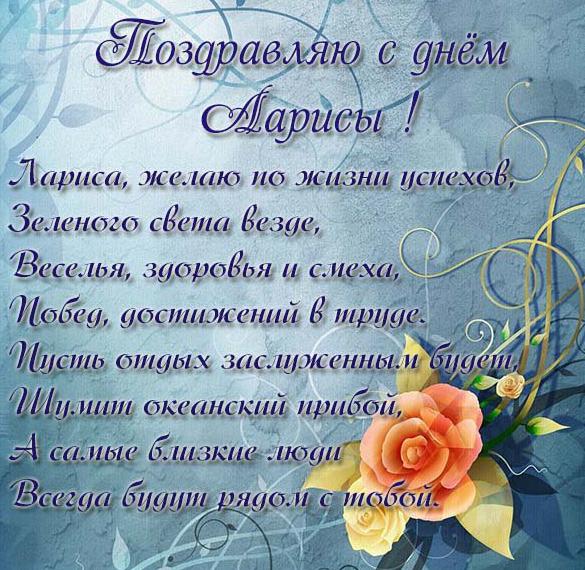 Поздравляю с днём
Ларисы !
Лариса, желаю по жизни успехов,
Зеленого света везде,
Веселья, здоровья и смеха,
Побед, достижений в труде.
Пусть отдых заслуженным будет,
Шумит океанский прибой,
А самые близкие люди
Всегда будут рядом с тобой.